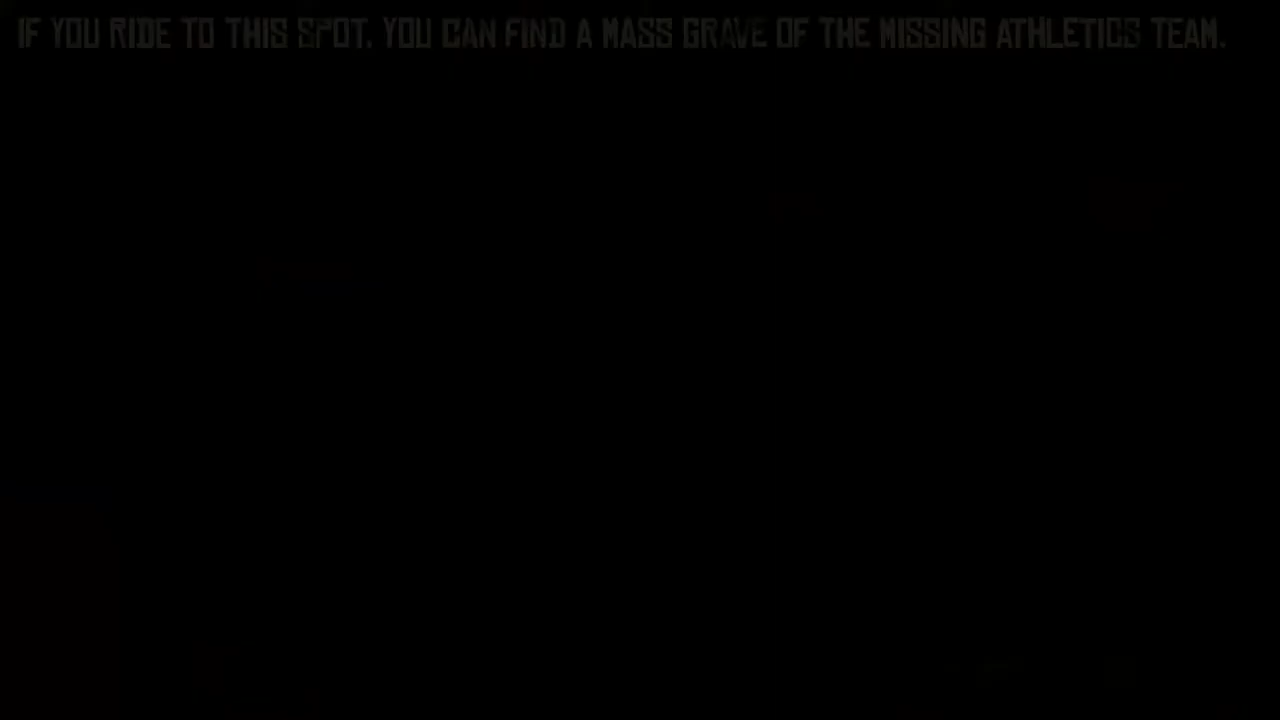 IF YOU RIDE TO THIS SPOT. YOU CAN FIND A MASS GRAVE OF THE MISSING ATHLETICS TEAM.